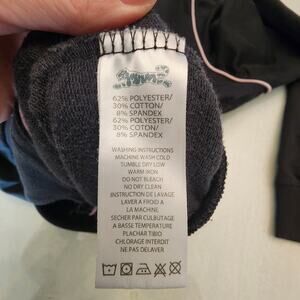 62% POLYESTER/
30% COTTON/
8% SPANDEX
62% POLYESTER/
30% COTON/
8% SPANDEX
WASHING INSTRUCTIONS
MACHINE WASH COLD
TUMBLE DRY LOW
WARM IRON
DO NOT BLEACH
NO DRY CLEAN
INSTRUCTION DE LAVAGE
LAVER A FROID A
LA MACHINE,
SECHER PAR CULBUTAGE
A BASSE TEMPERATURE
PLACHAR TIBIO
CHLORAGE INTERDIT
NE PAS DELAVER